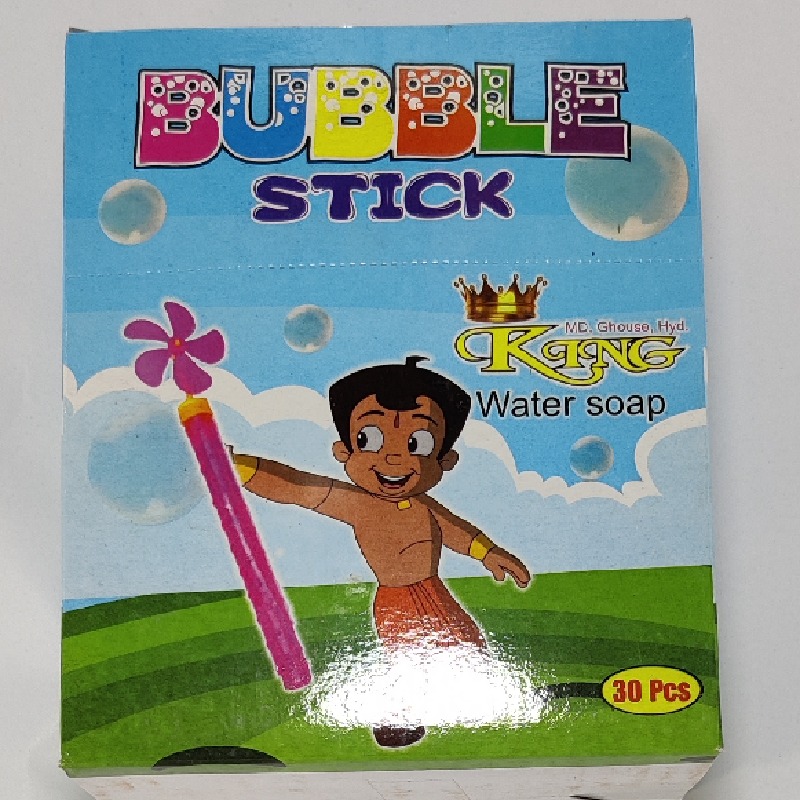 BUBBLE
STICK
MD. Ghouse, Hyd.
KING
Water soap
30 Pcs